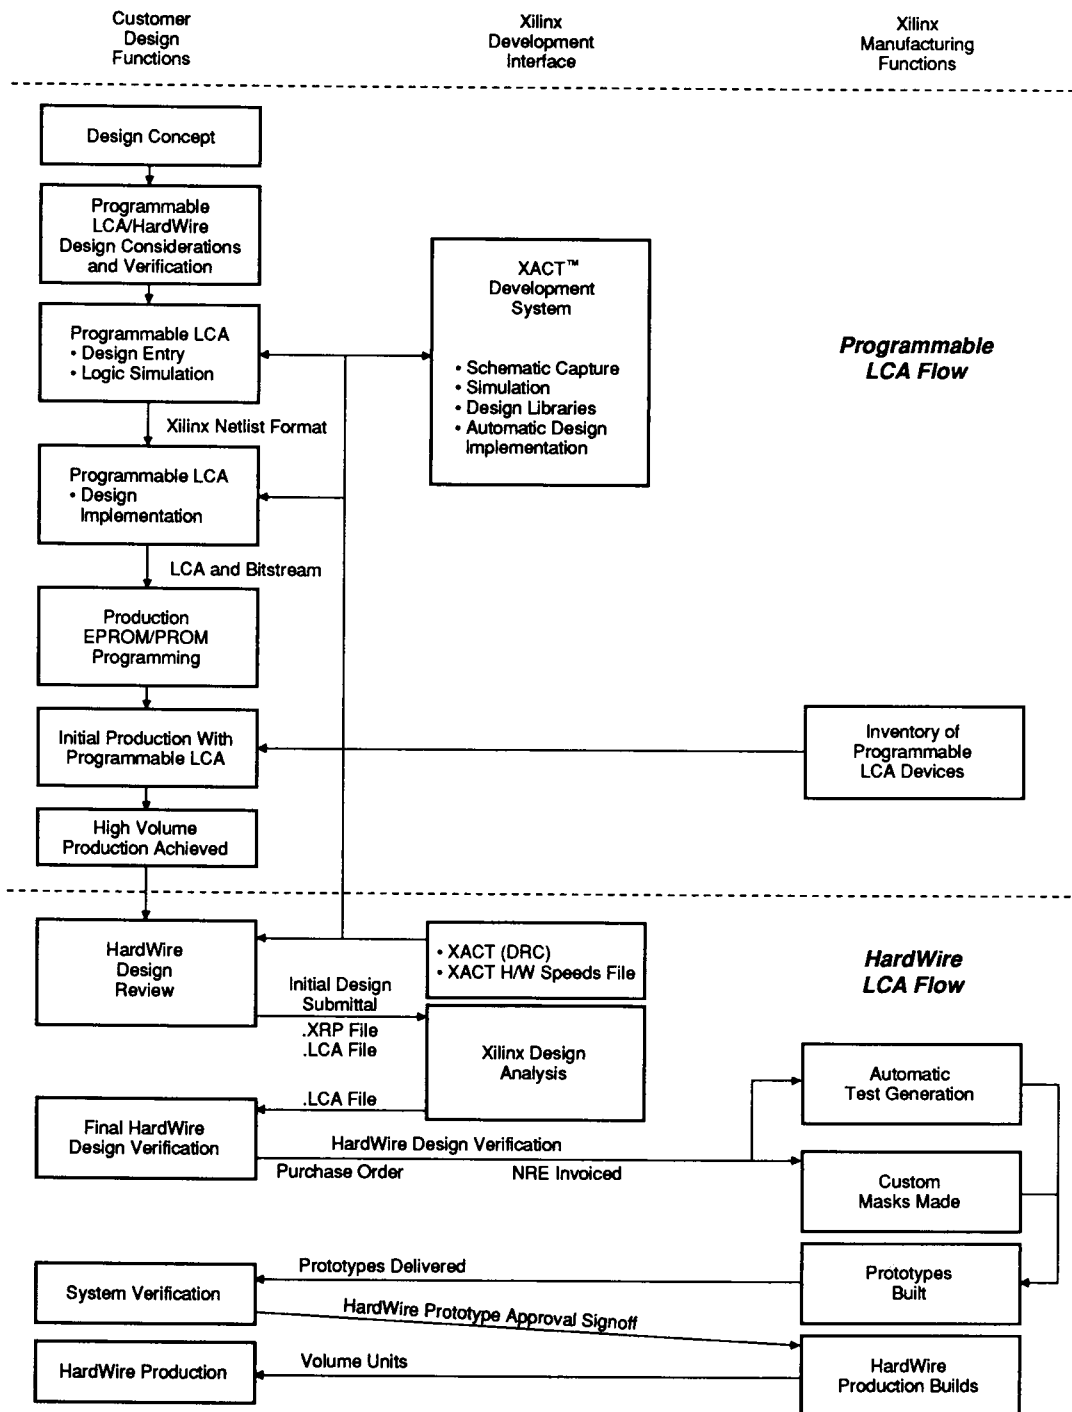 Customer
Design
Functions
Xilinx
Development
Interface
Xilinx
Manufacturing
Functions
Design Concept
Programmable
LCA/HardWire
Design Considerations
and Verification
XACT™
Development
System
• Schematic Capture
• Simulation
• Design Libraries
• Automatic Design
Implementation
Programmable LCA
• Design Entry
• Logic Simulation
Programmable
LCA Flow
Xilinx Netlist Format
Programmable LCA
• Design
Implementation
LCA and Bitstream
Production
EPROM/PROM
Programming
Initial Production With
Programmable LCA
Inventory of
Programmable
LCA Devices
High Volume
Production Achieved
HardWire
Design
Review
• XACT (DRC)
• XACT H/W Speeds File
HardWire
LCA Flow
Initial Design
Submittal
.XRP File
.LCA File
Xilinx Design
Analysis
Automatic
Test Generation
.LCA File
Final HardWire
Design Verification
HardWire Design Verification
Purchase Order
NRE Invoiced
Custom
Masks Made
Prototypes Delivered
Prototypes
Built
System Verification
HardWire Prototype Approval Signoff
HardWire Production
Volume Units
HardWire
Production Builds